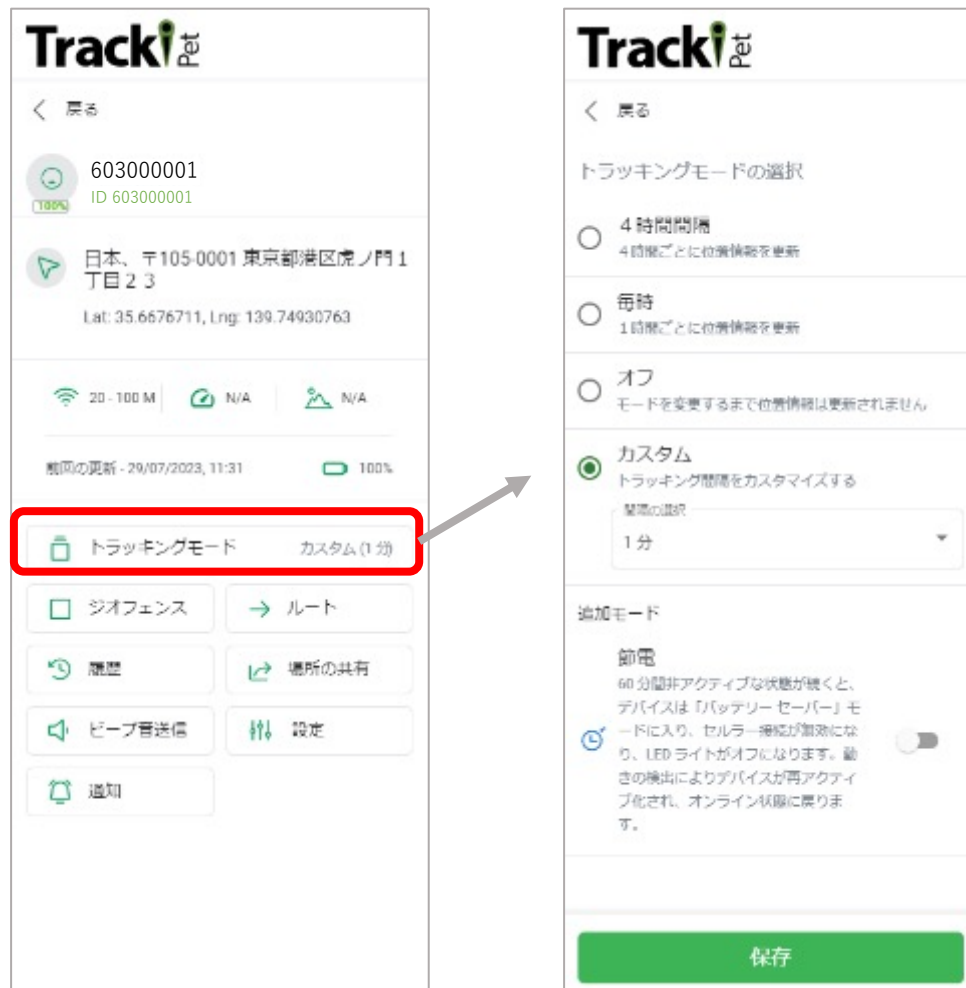 Tracki Pet
戻る
603000001
100%
ID 603000001
日本、〒105-0001 東京都港区虎ノ門1
丁目23
Lat: 35.6676711, Lng: 139.74930763
20 - 100 M
N/A
N/A
前回の更新 - 29/07/2023, 11:31
100%
トラッキングモード
カスタム (1 分)
ジオフェンス
ルート
履歴
場所の共有
ビープ音送信
設定
通知
Tracki Pet
戻る
トラッキングモードの選択
4 時間間隔
4時間ごとに位置情報を更新
毎時
1時間ごとに位置情報を更新
オフ
モードを変更するまで位置情報は更新されません
カスタム
トラッキング間隔をカスタマイズする
間隔の選択
1 分
追加モード
節電
60 分間非アクティブな状態が続くと、
デバイスは「バッテリー セーバー」モ
ードに入り、セルラー接続が無効にな
り、LED ライトがオフになります。動
きの検出によりデバイスが再アクティ
ブ化され、オンライン状態に戻りま
す。
保存